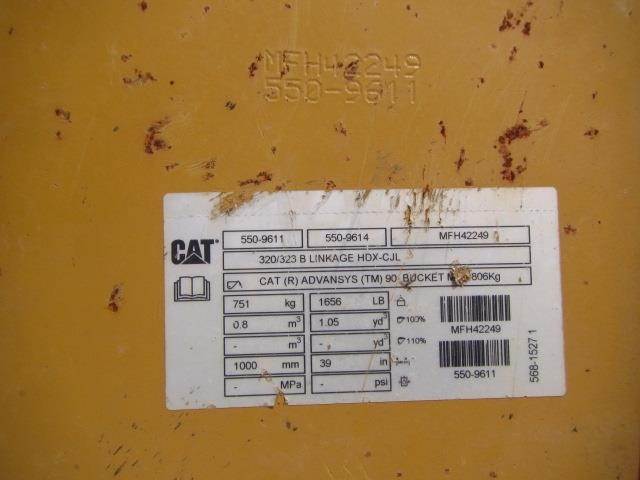 MFH42249
550-9611
CAT 550-9611 550-9614 MFH42249
320/323 B LINKAGE HDX-CJL
CAT (R) ADVANSYS (TM) 90 BUCKET 806Kg
751 kg 1656 LB
0.8 m³ 1.05 yd³ 103%
- m³ - yd³ 110%
1000 mm 39 in
- MPa - psi
MFH42249
550-9611
568-1527 1